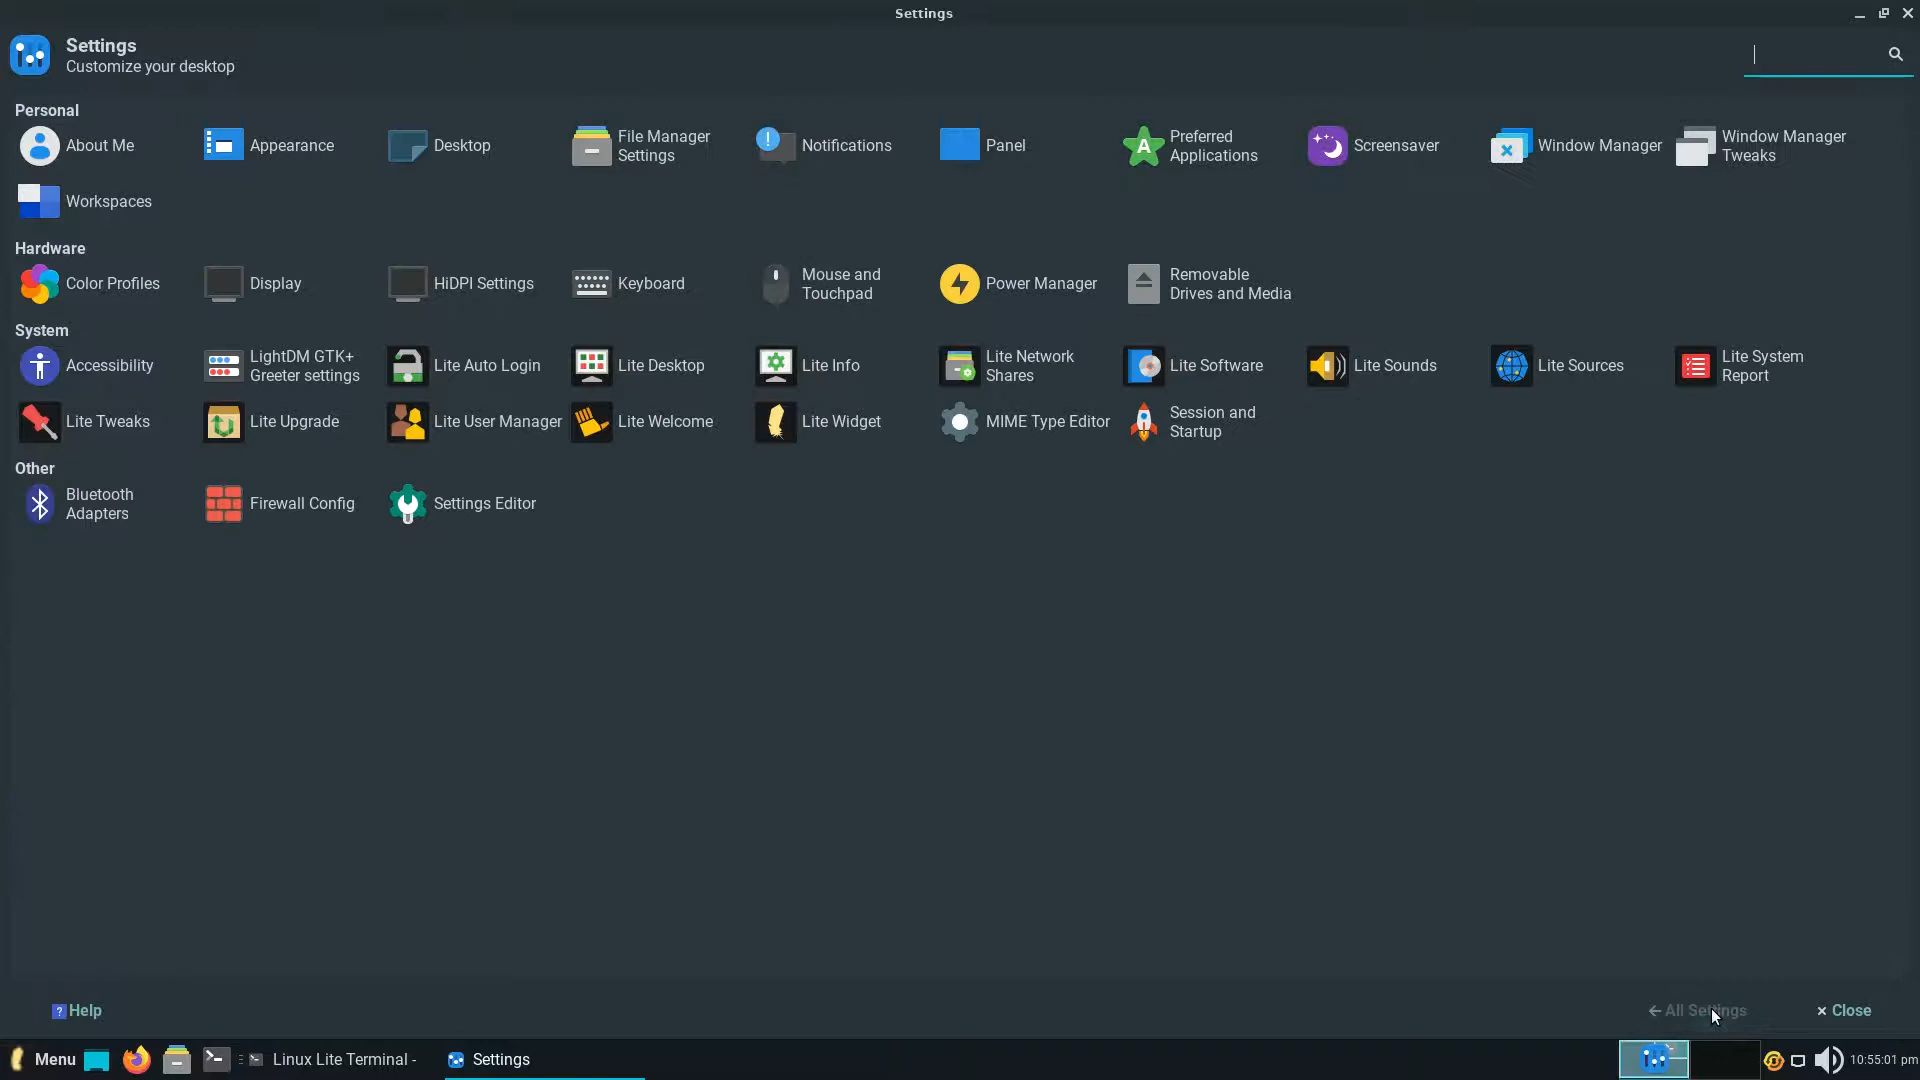 Settings
Settings
Customize your desktop
Personal
About Me
Appearance
Desktop
File Manager
Settings
Notifications
Panel
Preferred
Applications
Screensaver
Window Manager
Window Manager
Tweaks
Workspaces
Hardware
Color Profiles
Display
HiDPI Settings
Keyboard
Mouse and
Touchpad
Power Manager
Removable
Drives and Media
System
Accessibility
LightDM GTK+
Greeter settings
Lite Auto Login
Lite Desktop
Lite Info
Lite Network
Shares
Lite Software
Lite Sounds
Lite Sources
Lite System
Report
Lite Tweaks
Lite Upgrade
Lite User Manager
Lite Welcome
Lite Widget
MIME Type Editor
Session and
Startup
Other
Bluetooth
Adapters
Firewall Config
Settings Editor
Help
All Settings
Close
Menu
Linux Lite Terminal -
Settings
10:55:01 pm